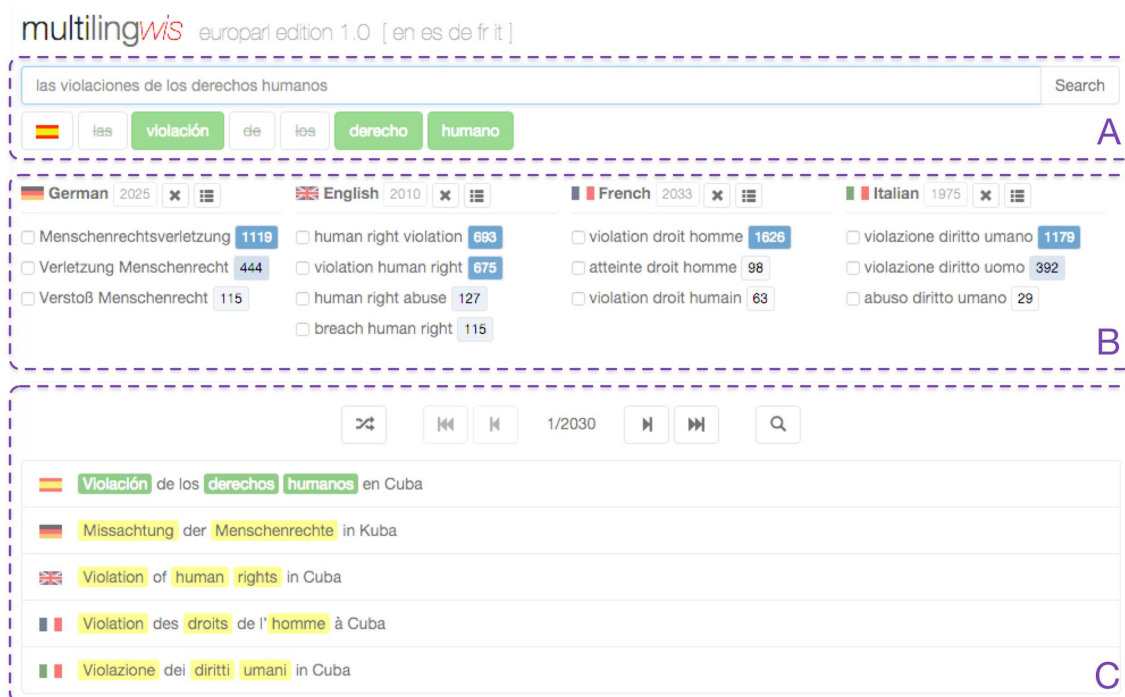 multilingwis europarl edition 1.0 [ en es de fr it ]
las violaciones de los derechos humanos Search
las violación de los derecho humano
A
German 2025 English 2010 French 2033 Italian 1975
Menschenrechtsverletzung 1119 human right violation 693 violation droit homme 1626 violazione diritto umano 1179
Verletzung Menschenrecht 444 violation human right 675 atteinte droit homme 98 violazione diritto uomo 392
Verstoß Menschenrecht 115 human right abuse 127 violation droit humain 63 abuso diritto umano 29
breach human right 115
B
1/2030
Violación de los derechos humanos en Cuba
Missachtung der Menschenrechte in Kuba
Violation of human rights in Cuba
Violation des droits de l' homme à Cuba
Violazione dei diritti umani in Cuba
C